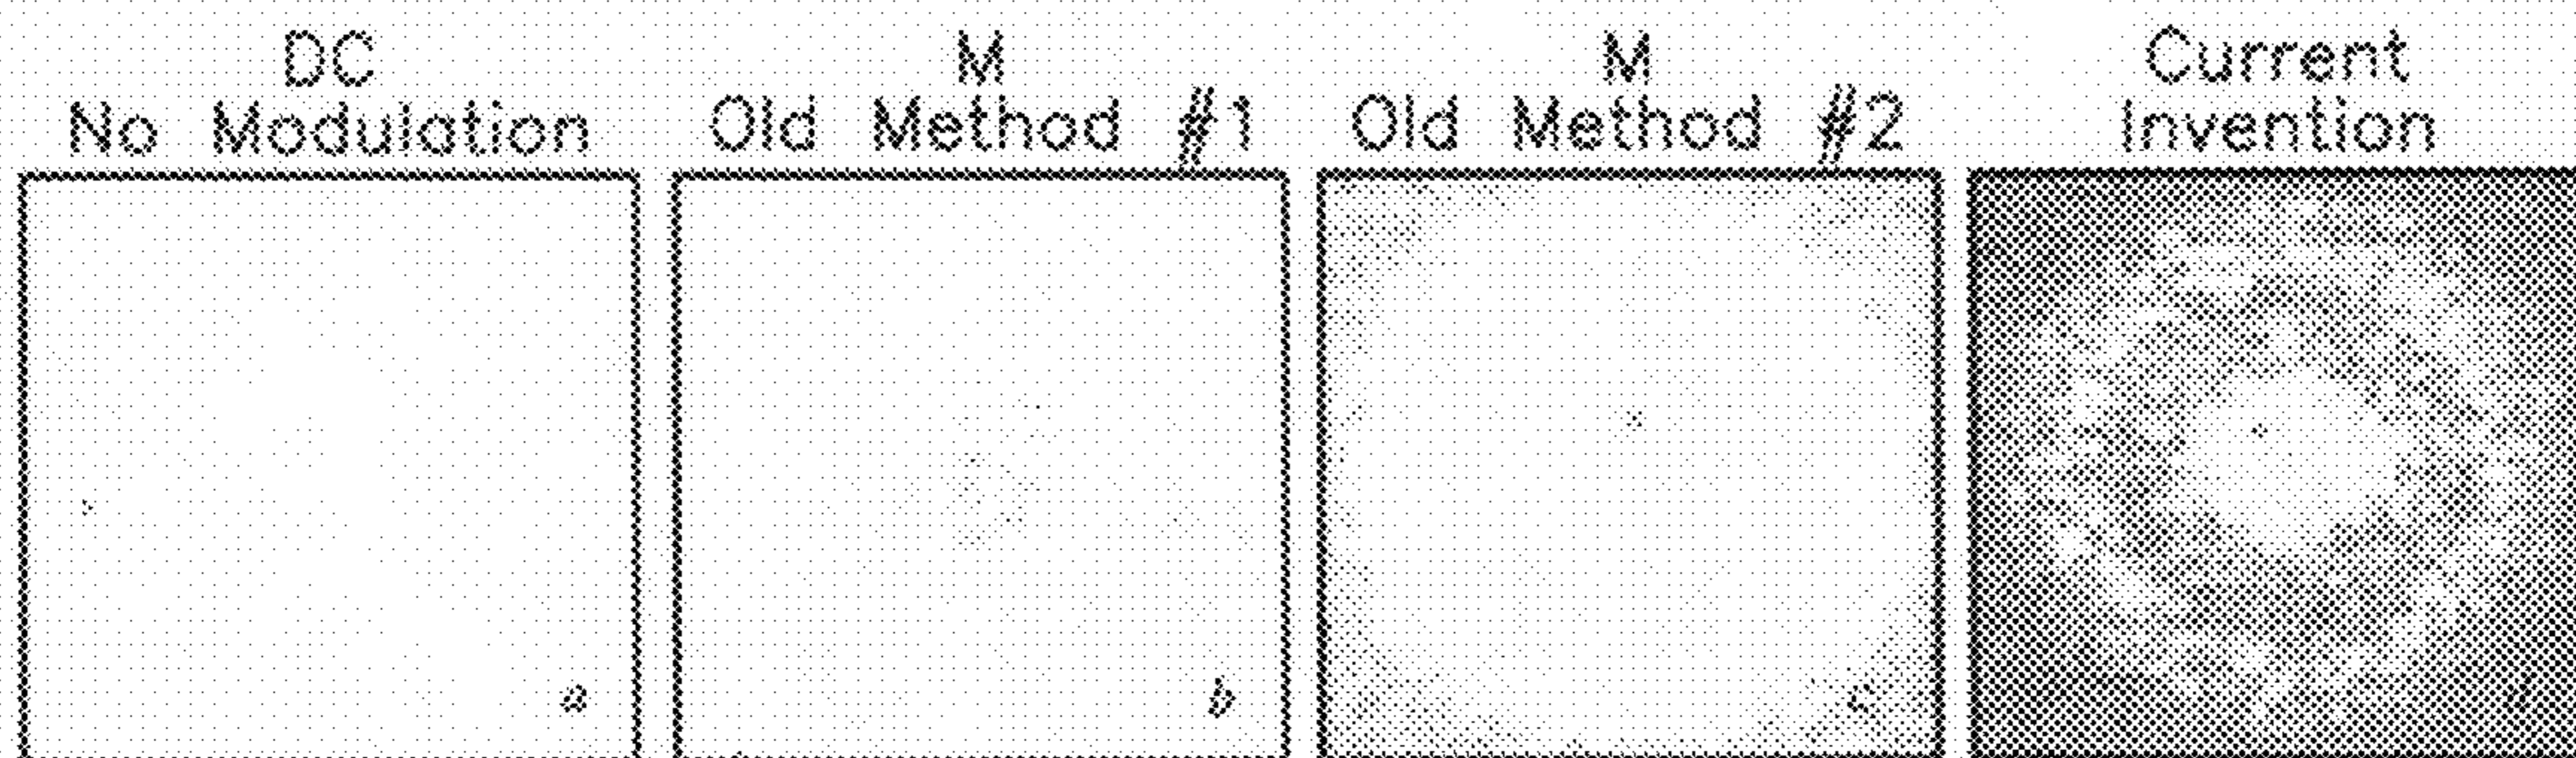 DC
No Modulation
M
Old Method #1
M
Old Method #2
Current
Invention
a
b
c